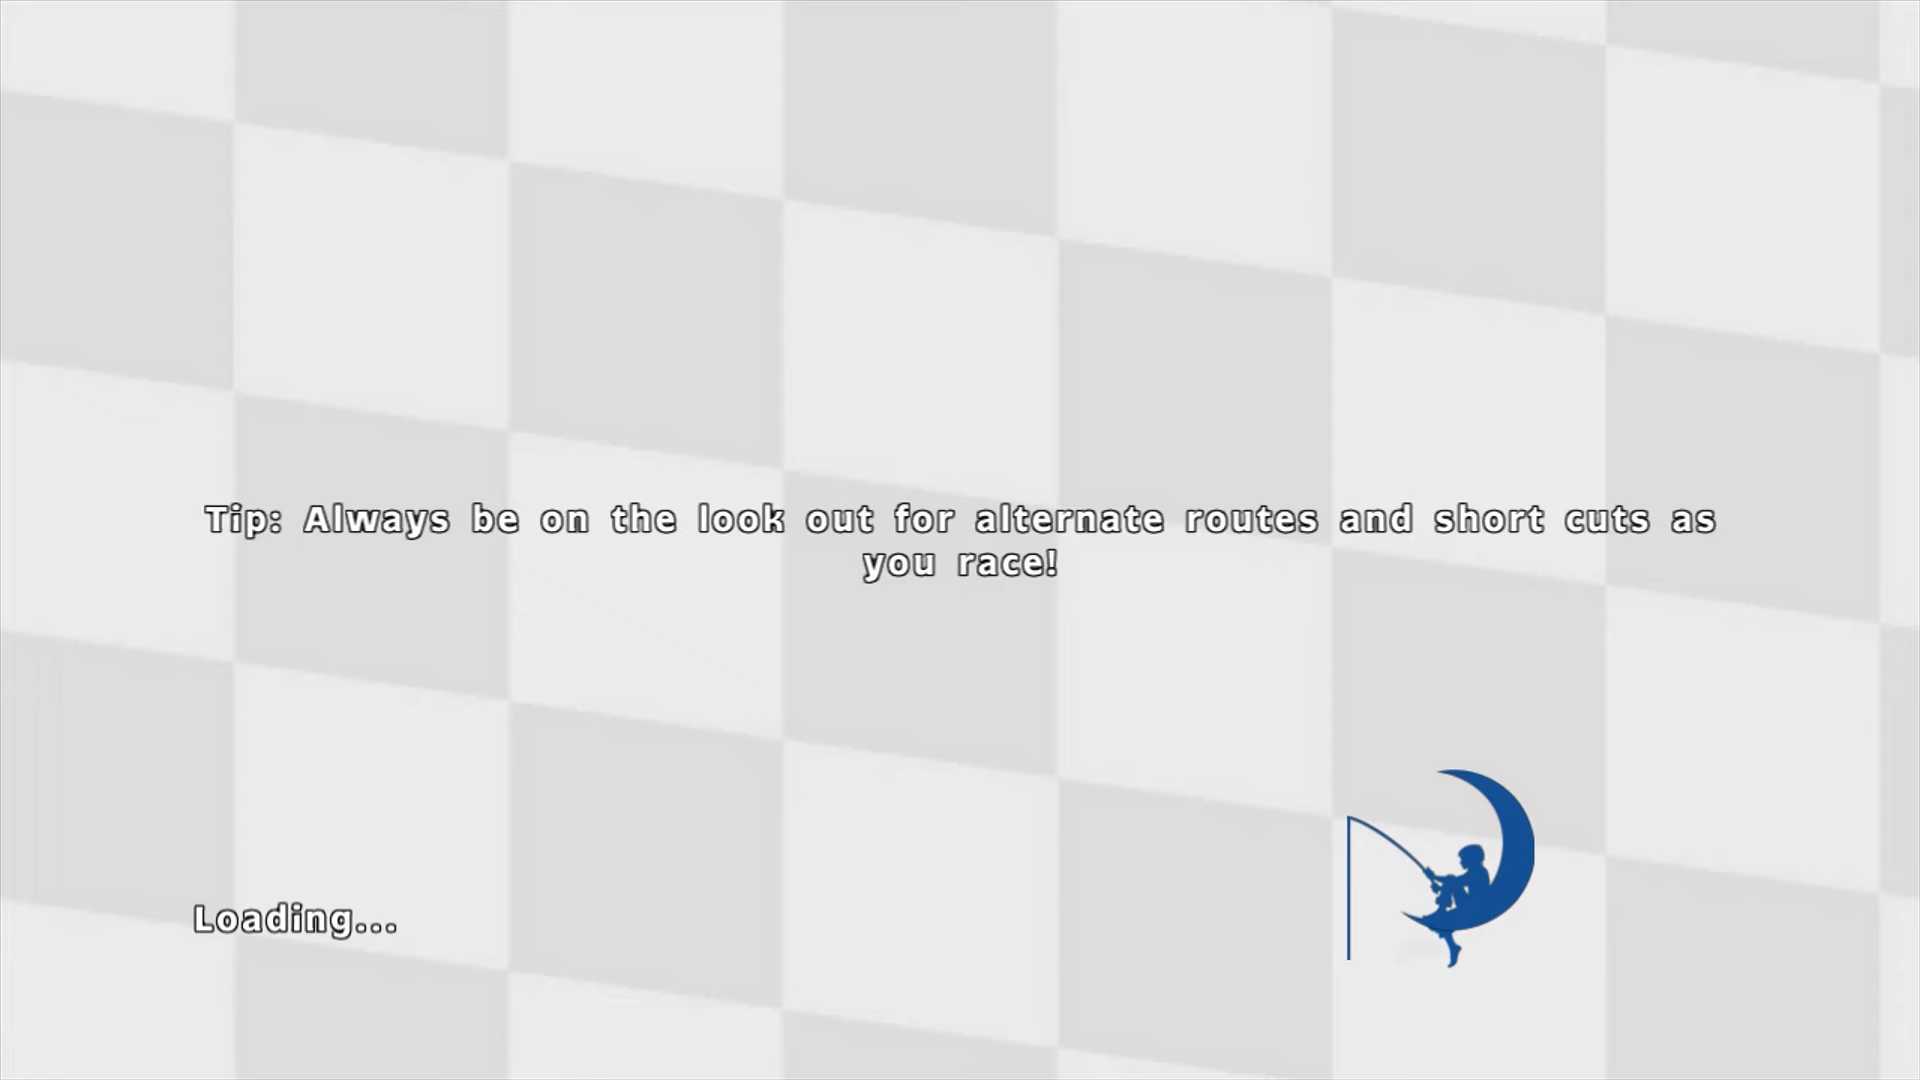 Tip: Always be on the look out for alternate routes and short cuts as
you race!
Loading...